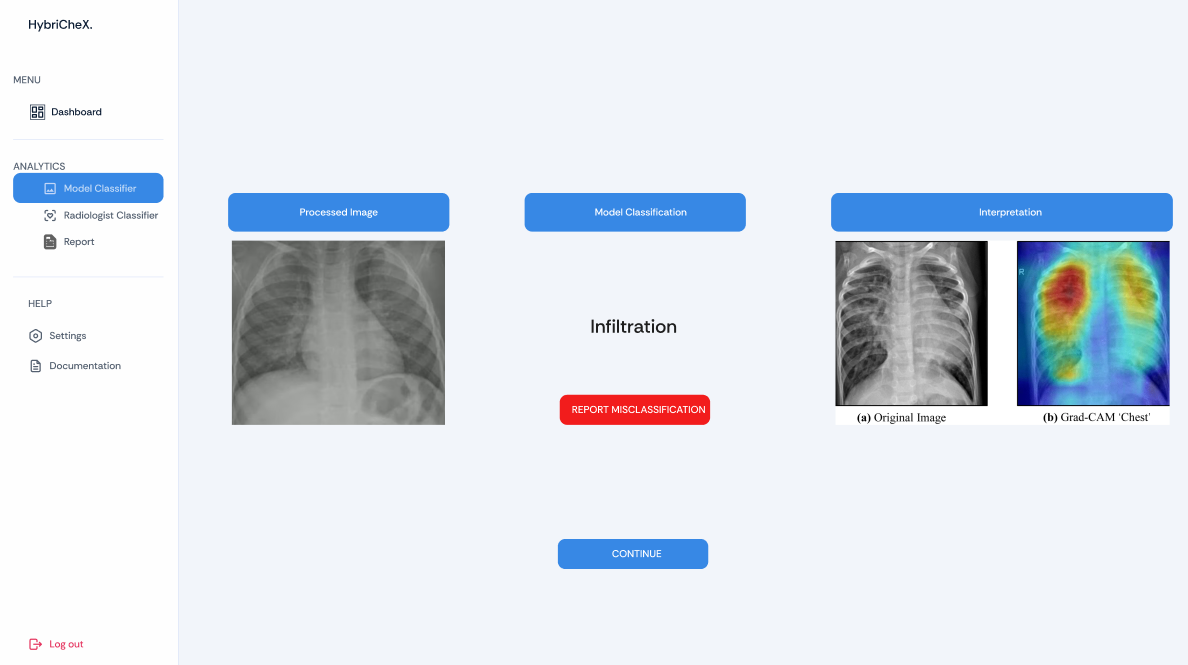 HybriCheX.
MENU
Dashboard
ANALYTICS
Model Classifier
Radiologist Classifier
Report
HELP
Settings
Documentation
Log out
Processed Image
Model Classification
Interpretation
Infiltration
REPORT MISCLASSIFICATION
R
(a) Original Image
(b) Grad-CAM 'Chest'
CONTINUE